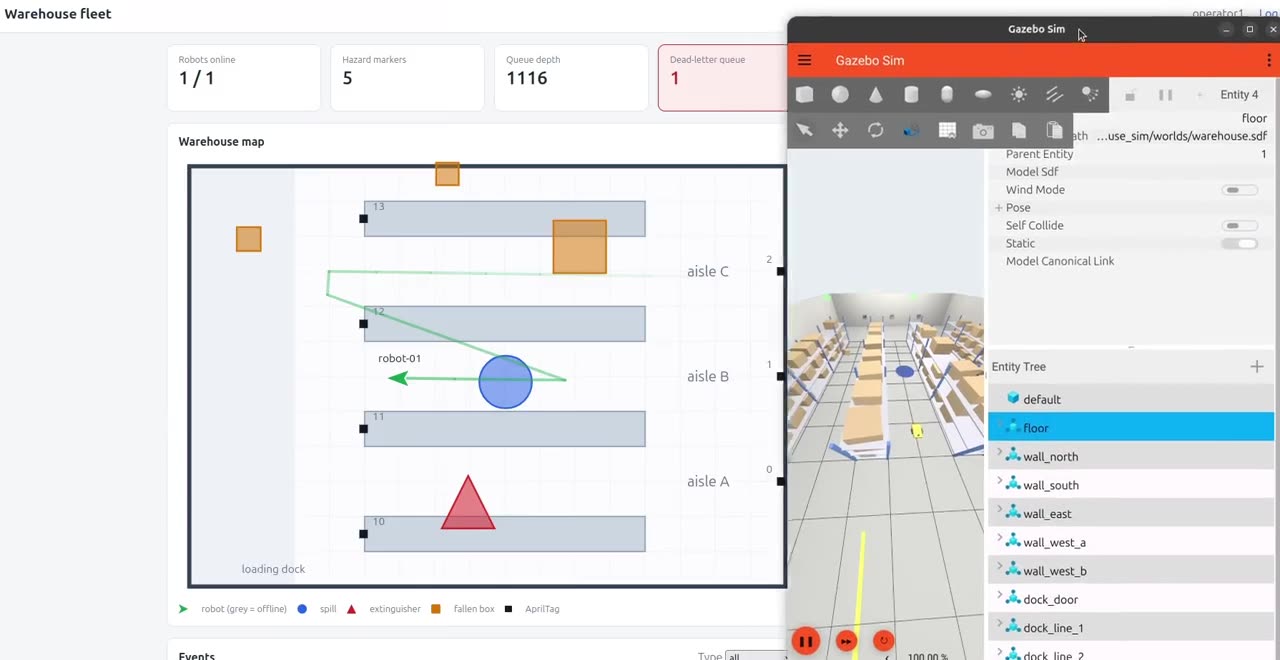 Warehouse fleet
operator1
Log
Robots online
1 / 1
Hazard markers
5
Queue depth
1116
Dead-letter queue
1
Warehouse map
13
12
11
10
robot-01
aisle C
2
aisle B
1
aisle A
0
loading dock
robot (grey = offline)
spill
extinguisher
fallen box
AprilTag
Events
Type
all
Gazebo Sim
Gazebo Sim
Entity 4
floor
ath
...use_sim/worlds/warehouse.sdf
Parent Entity
1
Model Sdf
Wind Mode
Pose
Self Collide
Static
Model Canonical Link
Entity Tree
default
floor
wall_north
wall_south
wall_east
wall_west_a
wall_west_b
dock_door
dock_line_1
dock_line_2
100.00 %